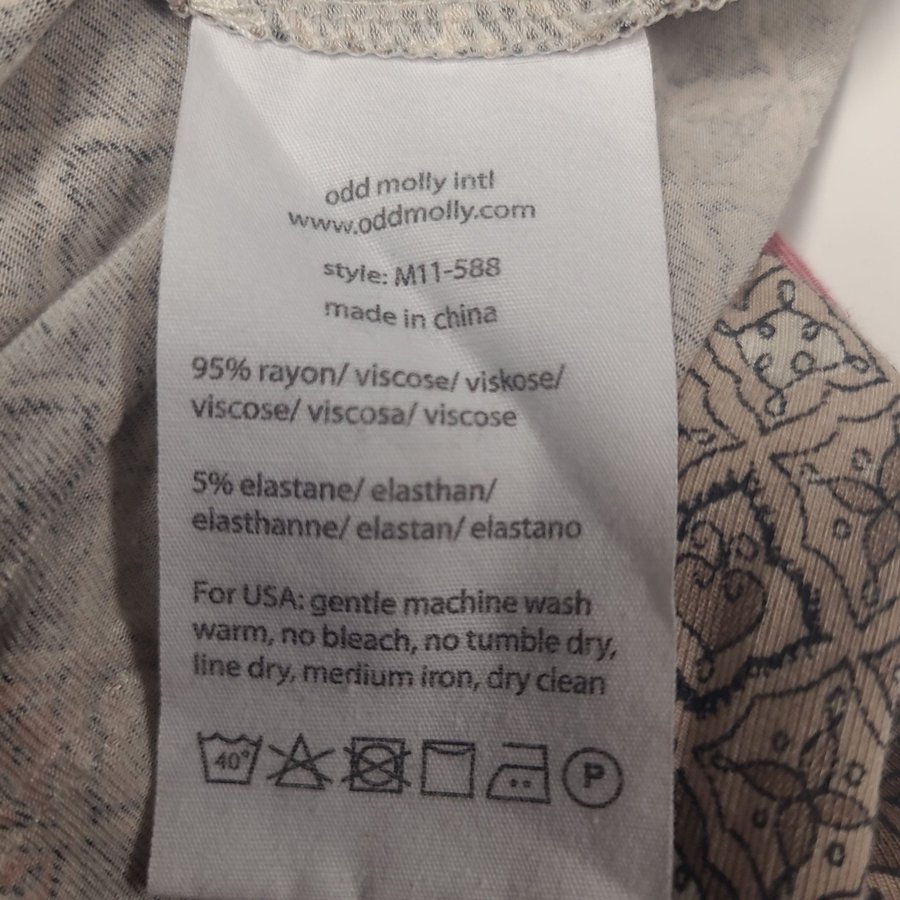 odd molly intl
www.oddmolly.com
style: M11-588
made in china
95% rayon/ viscose/ viskose/
viscose/ viscosa/ viscose
5% elastane/ elasthan/
elasthanne/ elastan/ elastano
For USA: gentle machine wash
warm, no bleach, no tumble dry,
line dry, medium iron, dry clean
40° P